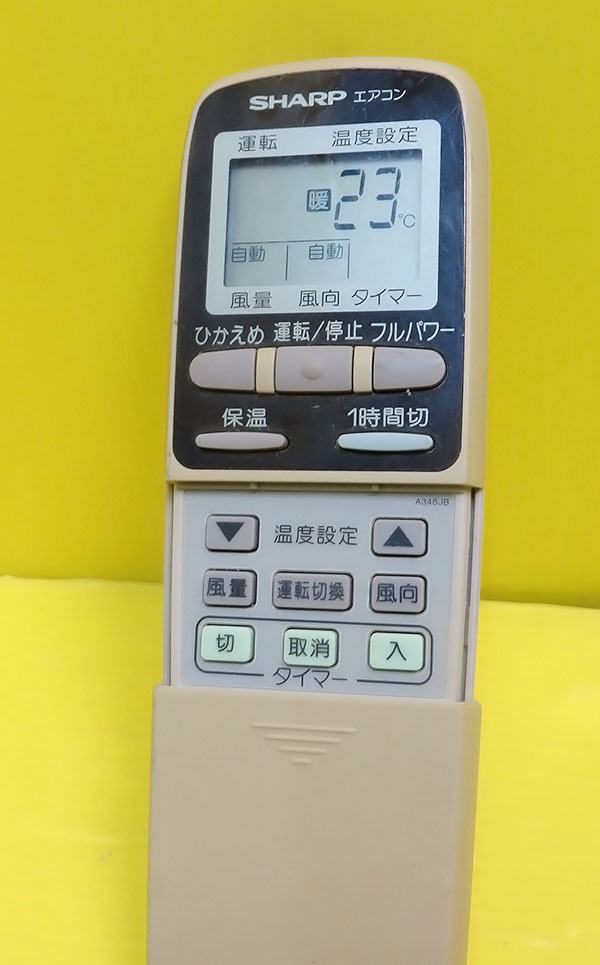 SHARP エアコン
運転 温度設定
暖 23℃
自動 自動
風量 風向 タイマー
ひかえめ 運転/停止 フルパワー
保温 1時間切
A348JB
▼ 温度設定 ▲
風量 運転切換 風向
切 取消 入
タイマー